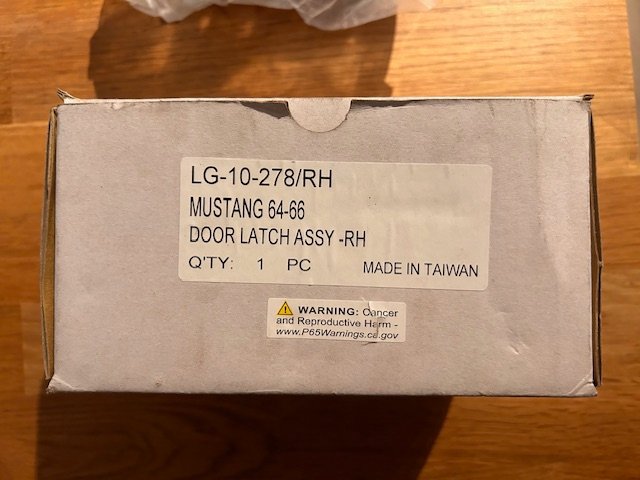 LG-10-278/RH
MUSTANG 64-66
DOOR LATCH ASSY -RH
Q'TY: 1 PC MADE IN TAIWAN
WARNING: Cancer
and Reproductive Harm -
www.P65Warnings.ca.gov